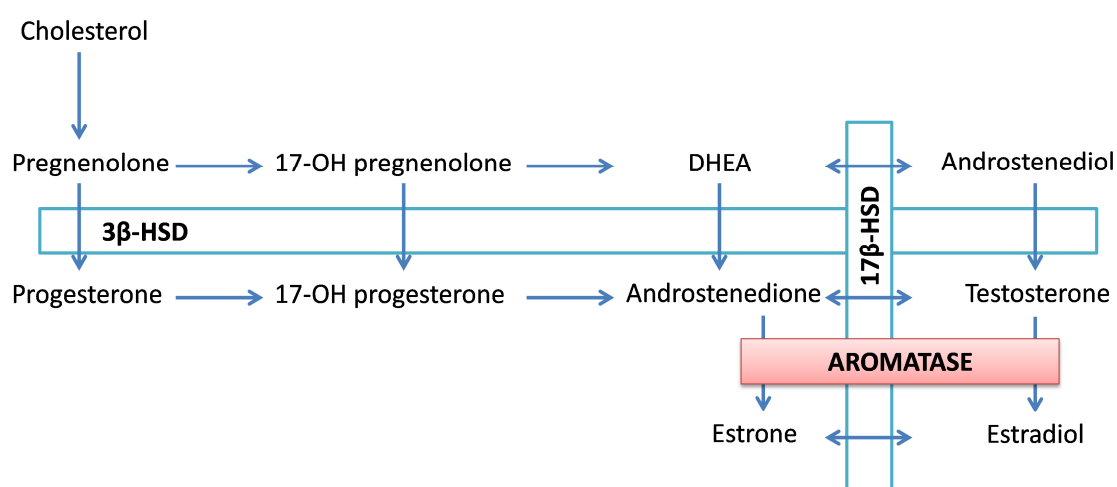 Cholesterol
Pregnenolone
17-OH pregnenolone
DHEA
Androstenediol
3β-HSD
17β-HSD
Progesterone
17-OH progesterone
Androstenedione
Testosterone
AROMATASE
Estrone
Estradiol